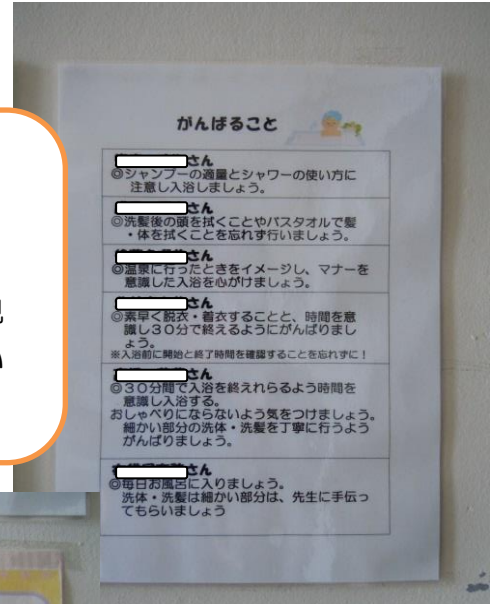 がんばること
さん
◎シャンプーの適量とシャワーの使い方に
注意し入浴しましょう。
さん
◎洗髪後の頭を拭くことやバスタオルで髪
・体を拭くことを忘れず行いましょう。
さん
◎温泉に行ったときをイメージし、マナーを
意識した入浴を心がけましょう。
さん
◎素早く脱衣・着衣することと、時間を意
識し30分で終えるようにがんばりまし
ょう。
※入浴前に開始と終了時間を確認することを忘れずに!
さん
◎30分間で入浴を終えれらるよう時間を
意識し入浴する。
おしゃべりにならないよう気をつけましょう。
細かい部分の洗体・洗髪を丁寧に行うよう
がんばりましょう。
さん
◎毎日お風呂に入りましょう。
洗体・洗髪は細かい部分は、先生に手伝っ
てもらいましょう
い